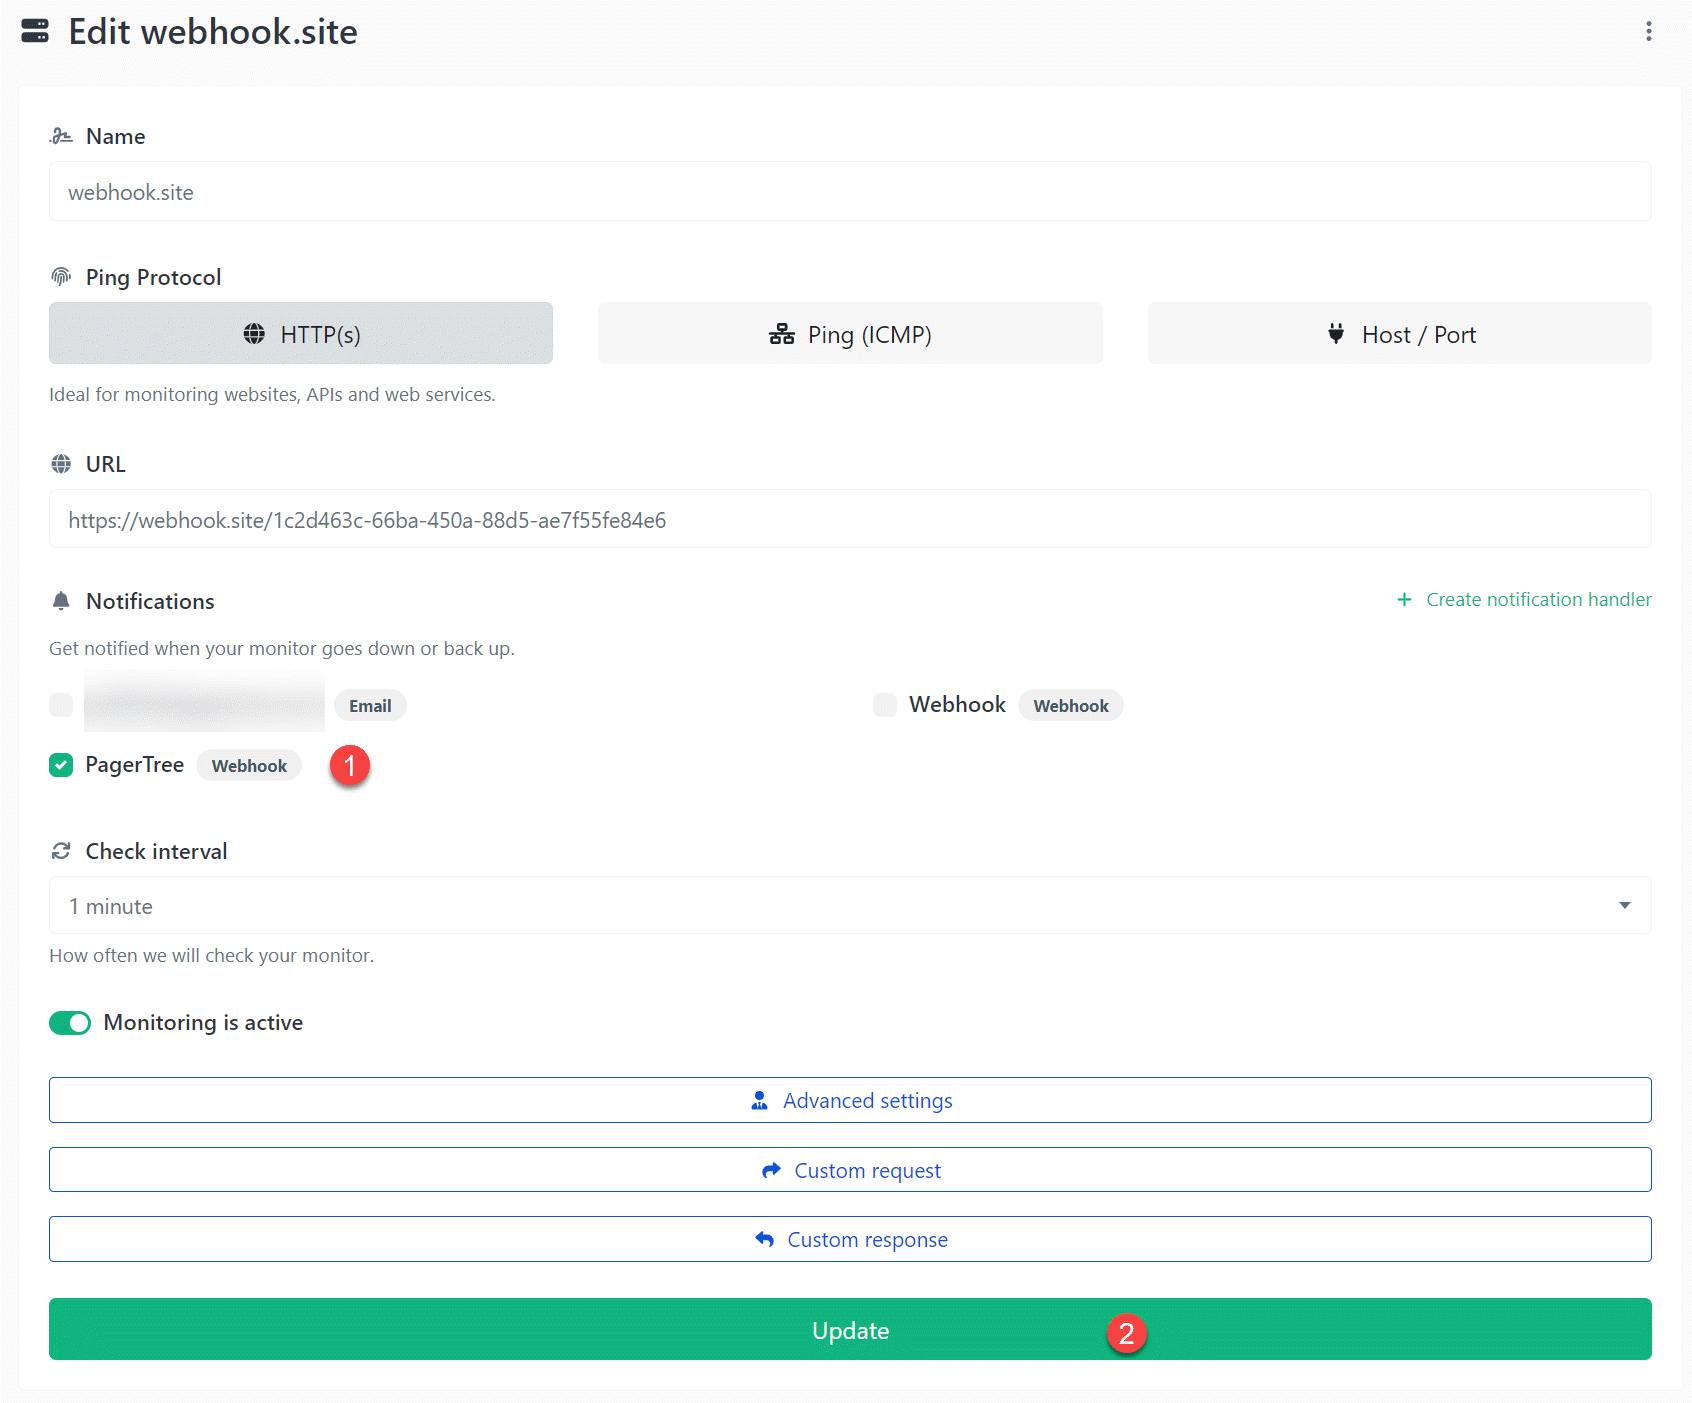 Edit webhook.site
Name
webhook.site
Ping Protocol
HTTP(s)
Ping (ICMP)
Host / Port
Ideal for monitoring websites, APIs and web services.
URL
https://webhook.site/1c2d463c-66ba-450a-88d5-ae7f55fe84e6
Notifications
Create notification handler
Get notified when your monitor goes down or back up.
Email
Webhook Webhook
PagerTree Webhook 1
Check interval
1 minute
How often we will check your monitor.
Monitoring is active
Advanced settings
Custom request
Custom response
Update 2